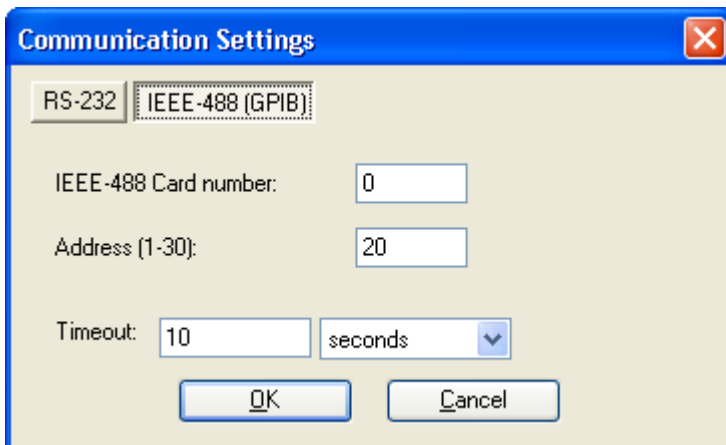 Communication Settings
RS-232 IEEE-488 (GPIB)
IEEE-488 Card number: 0
Address (1-30): 20
Timeout: 10 seconds
OK Cancel